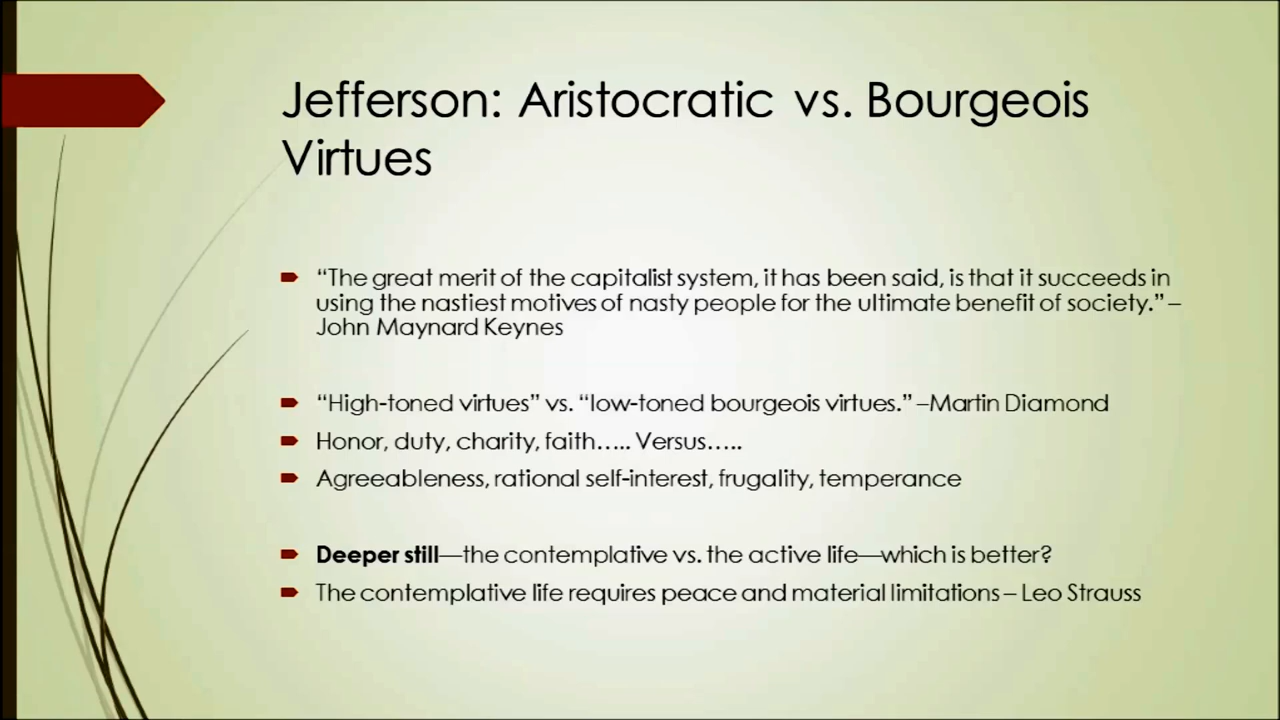 Jefferson: Aristocratic vs. Bourgeois
Virtues
“The great merit of the capitalist system, it has been said, is that it succeeds in
using the nastiest motives of nasty people for the ultimate benefit of society.” –
John Maynard Keynes
“High-toned virtues” vs. “low-toned bourgeois virtues.” –Martin Diamond
Honor, duty, charity, faith….. Versus…..
Agreeableness, rational self-interest, frugality, temperance
Deeper still—the contemplative vs. the active life—which is better?
The contemplative life requires peace and material limitations – Leo Strauss